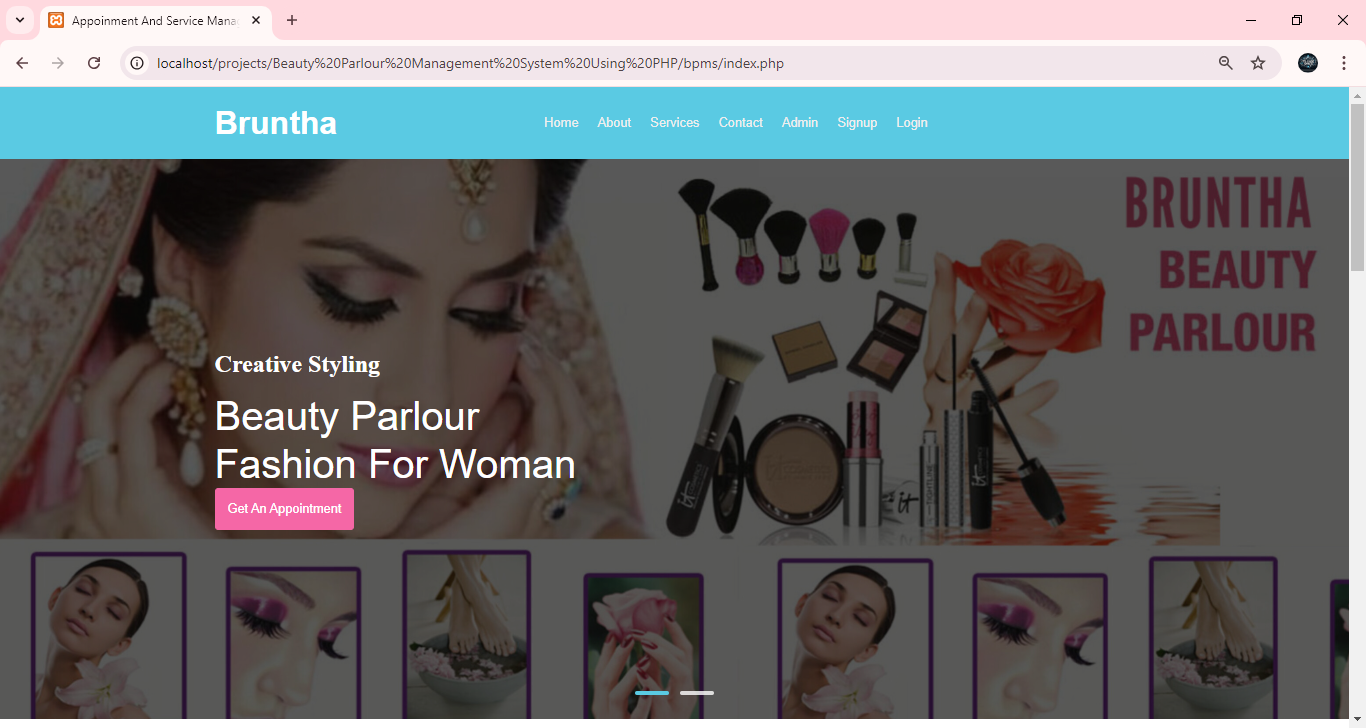 Appoinment And Service Mana
localhost/projects/Beauty%20Parlour%20Management%20System%20Using%20PHP/bpms/index.php
Bruntha
Home About Services Contact Admin Signup Login
BRUNTHA
BEAUTY
PARLOUR
Creative Styling
Beauty Parlour
Fashion For Woman
Get An Appointment